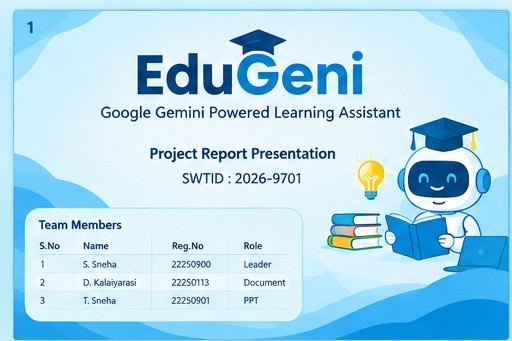 1
EduGeni
Google Gemini Powered Learning Assistant
Project Report Presentation
SWTID : 2026-9701
Team Members
S.No Name Reg.No Role
1 S. Sneha 22250900 Leader
2 D. Kalaiyarasi 22250113 Document
3 T. Sneha 22250901 PPT